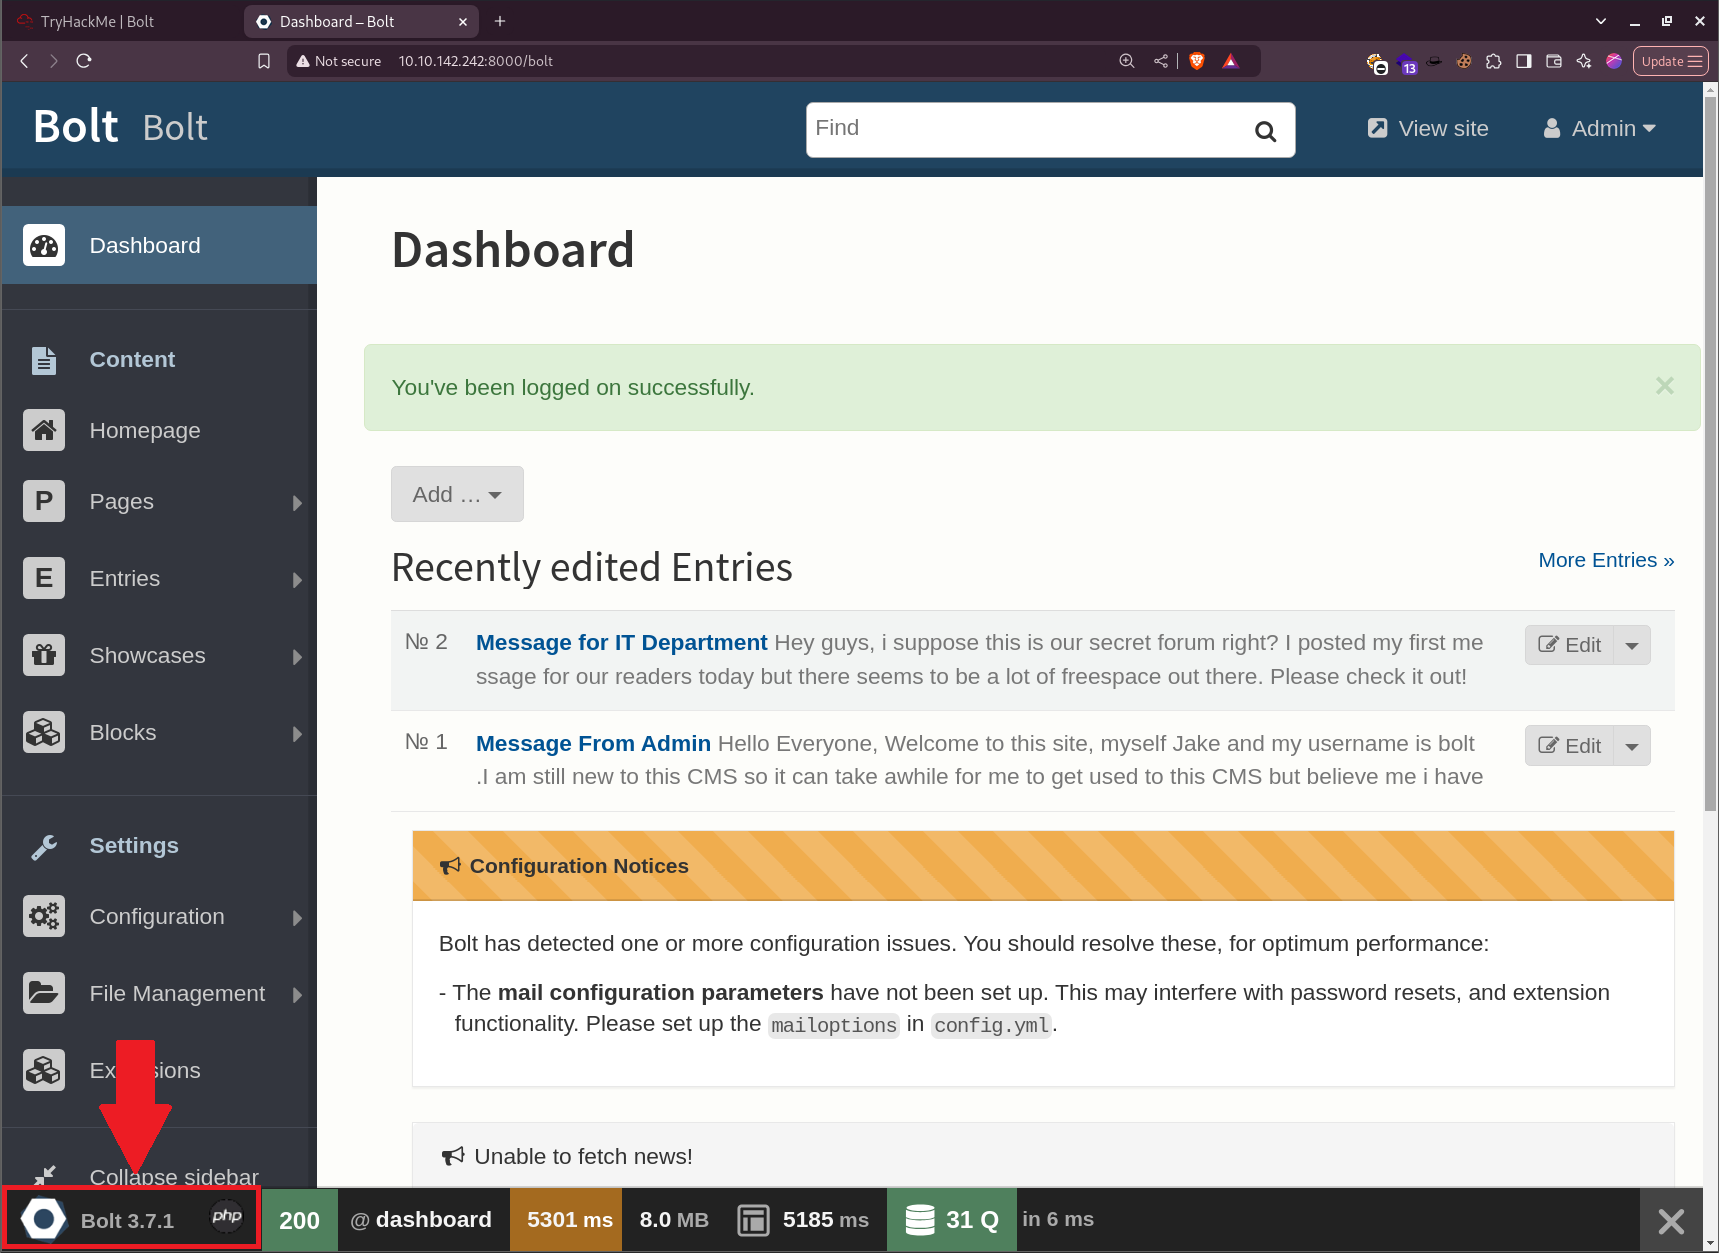 TryHackMe | Bolt
Dashboard – Bolt
Not secure 10.10.142.242:8000/bolt
13
Update
Bolt Bolt
Find
View site
Admin
Dashboard
Content
Homepage
P Pages
E Entries
Showcases
Blocks
Settings
Configuration
File Management
Collapse sidebar
Dashboard
You've been logged on successfully.
Add …
Recently edited Entries
More Entries »
№ 2 Message for IT Department Hey guys, i suppose this is our secret forum right? I posted my first me
ssage for our readers today but there seems to be a lot of freespace out there. Please check it out!
Edit
№ 1 Message From Admin Hello Everyone, Welcome to this site, myself Jake and my username is bolt
.I am still new to this CMS so it can take awhile for me to get used to this CMS but believe me i have
Edit
Configuration Notices
Bolt has detected one or more configuration issues. You should resolve these, for optimum performance:
- The mail configuration parameters have not been set up. This may interfere with password resets, and extension
functionality. Please set up the mailoptions in config.yml.
Unable to fetch news!
Bolt 3.7.1 php 200 @ dashboard 5301 ms 8.0 MB 5185 ms 31 Q in 6 ms